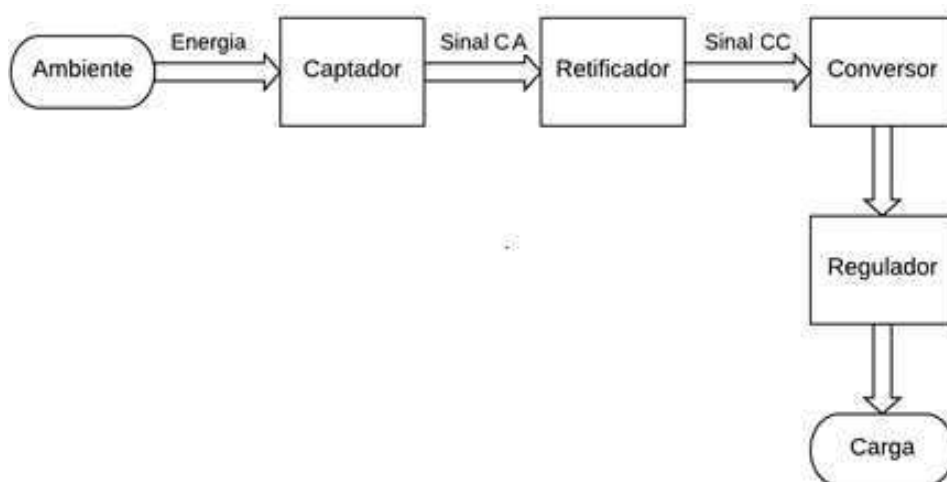 Ambiente
Energia
Captador
Sinal CA
Retificador
Sinal CC
Conversor
Regulador
Carga